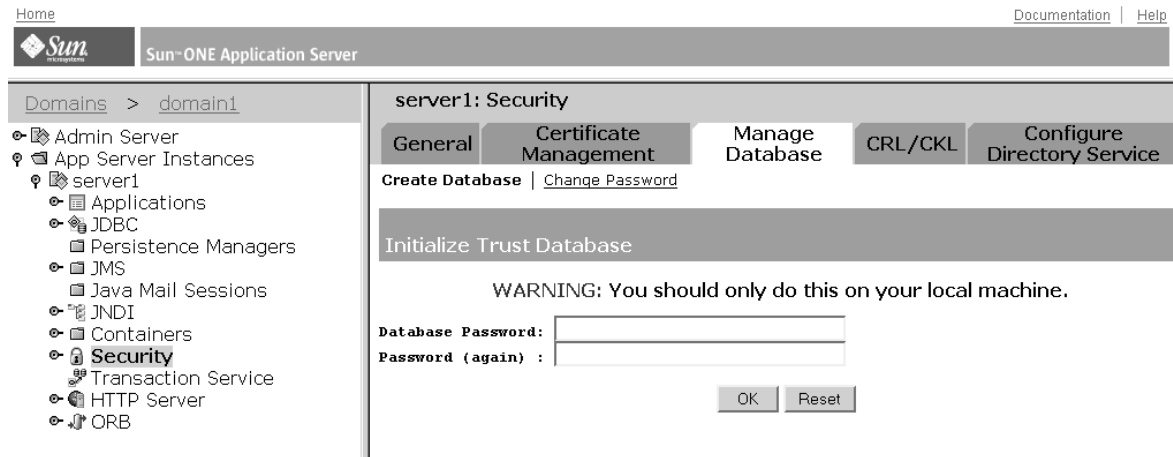 Home
Documentation | Help
Sun
microsystems
Sun™ ONE Application Server
Domains > domain1
Admin Server
App Server Instances
server1
Applications
JDBC
Persistence Managers
JMS
Java Mail Sessions
JNDI
Containers
Security
Transaction Service
HTTP Server
ORB
server1: Security
General
Certificate
Management
Manage
Database
CRL/CKL
Configure
Directory Service
Create Database | Change Password
Initialize Trust Database
WARNING: You should only do this on your local machine.
Database Password:
Password (again) :
OK
Reset